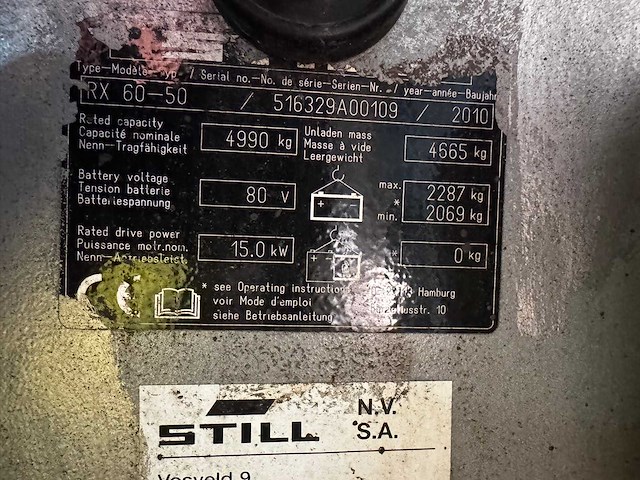 Type-Modèle-Typ / Serial no.-No. de série-Serien-Nr. / year-année-Baujahr
RX 60-50 / 516329A00109 / 2010
Rated capacity
Capacité nominale
Nenn-Tragfähigkeit
4990 kg
Unladen mass
Masse à vide
Leergewicht
4665 kg
Battery voltage
Tension batterie
Batteriespannung
80 V
+ -
max. 2287 kg
*
min. 2069 kg
Rated drive power
Puissance motr.nom.
15.0 kW
+
* 0 kg
* see Operating instructions
voir Mode d'emploi
siehe Betriebsanleitung
Hamburg
10
CE
STILL N.V.
S.A.
Vosveld 9